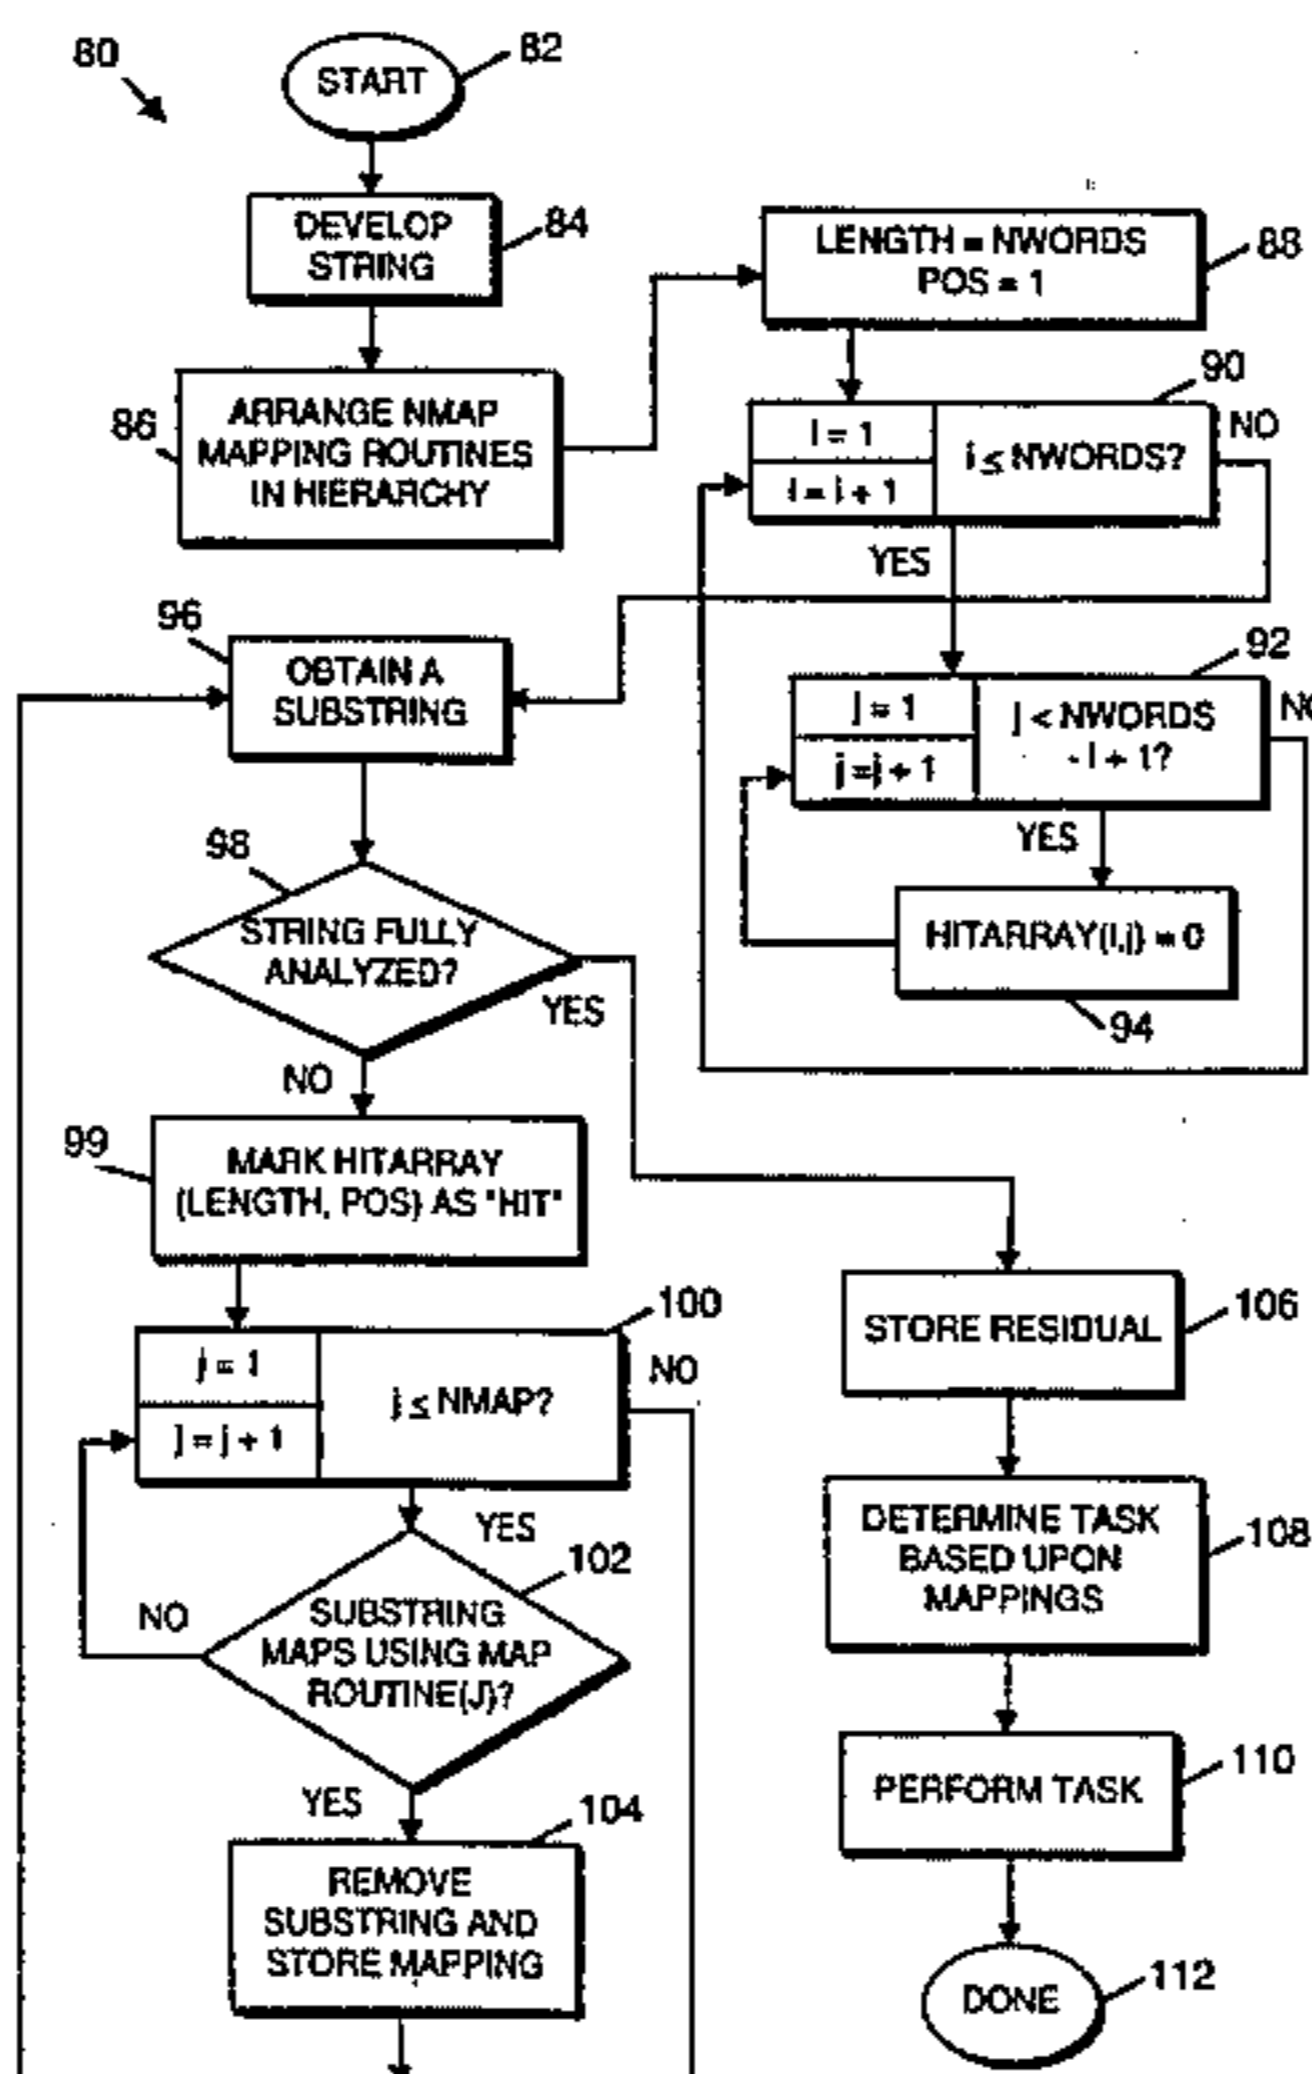 80
START
82
DEVELOP
STRING
84
ARRANGE NMAP
MAPPING ROUTINES
IN HIERARCHY
86
LENGTH = NWORDS
POS = 1
88
90
i = 1
i = i + 1
i ≤ NWORDS?
NO
YES
92
j = 1
j = j + 1
j < NWORDS
- i + 1?
NO
YES
HITARRAY(i,j) = 0
94
96
OBTAIN A
SUBSTRING
98
STRING FULLY
ANALYZED?
YES
NO
99
MARK HITARRAY
(LENGTH, POS) AS "HIT"
100
j = 1
j = j + 1
j ≤ NMAP?
NO
YES
102
SUBSTRING
MAPS USING MAP
ROUTINE(J)?
NO
YES
104
REMOVE
SUBSTRING AND
STORE MAPPING
STORE RESIDUAL
106
DETERMINE TASK
BASED UPON
MAPPINGS
108
PERFORM TASK
110
DONE
112